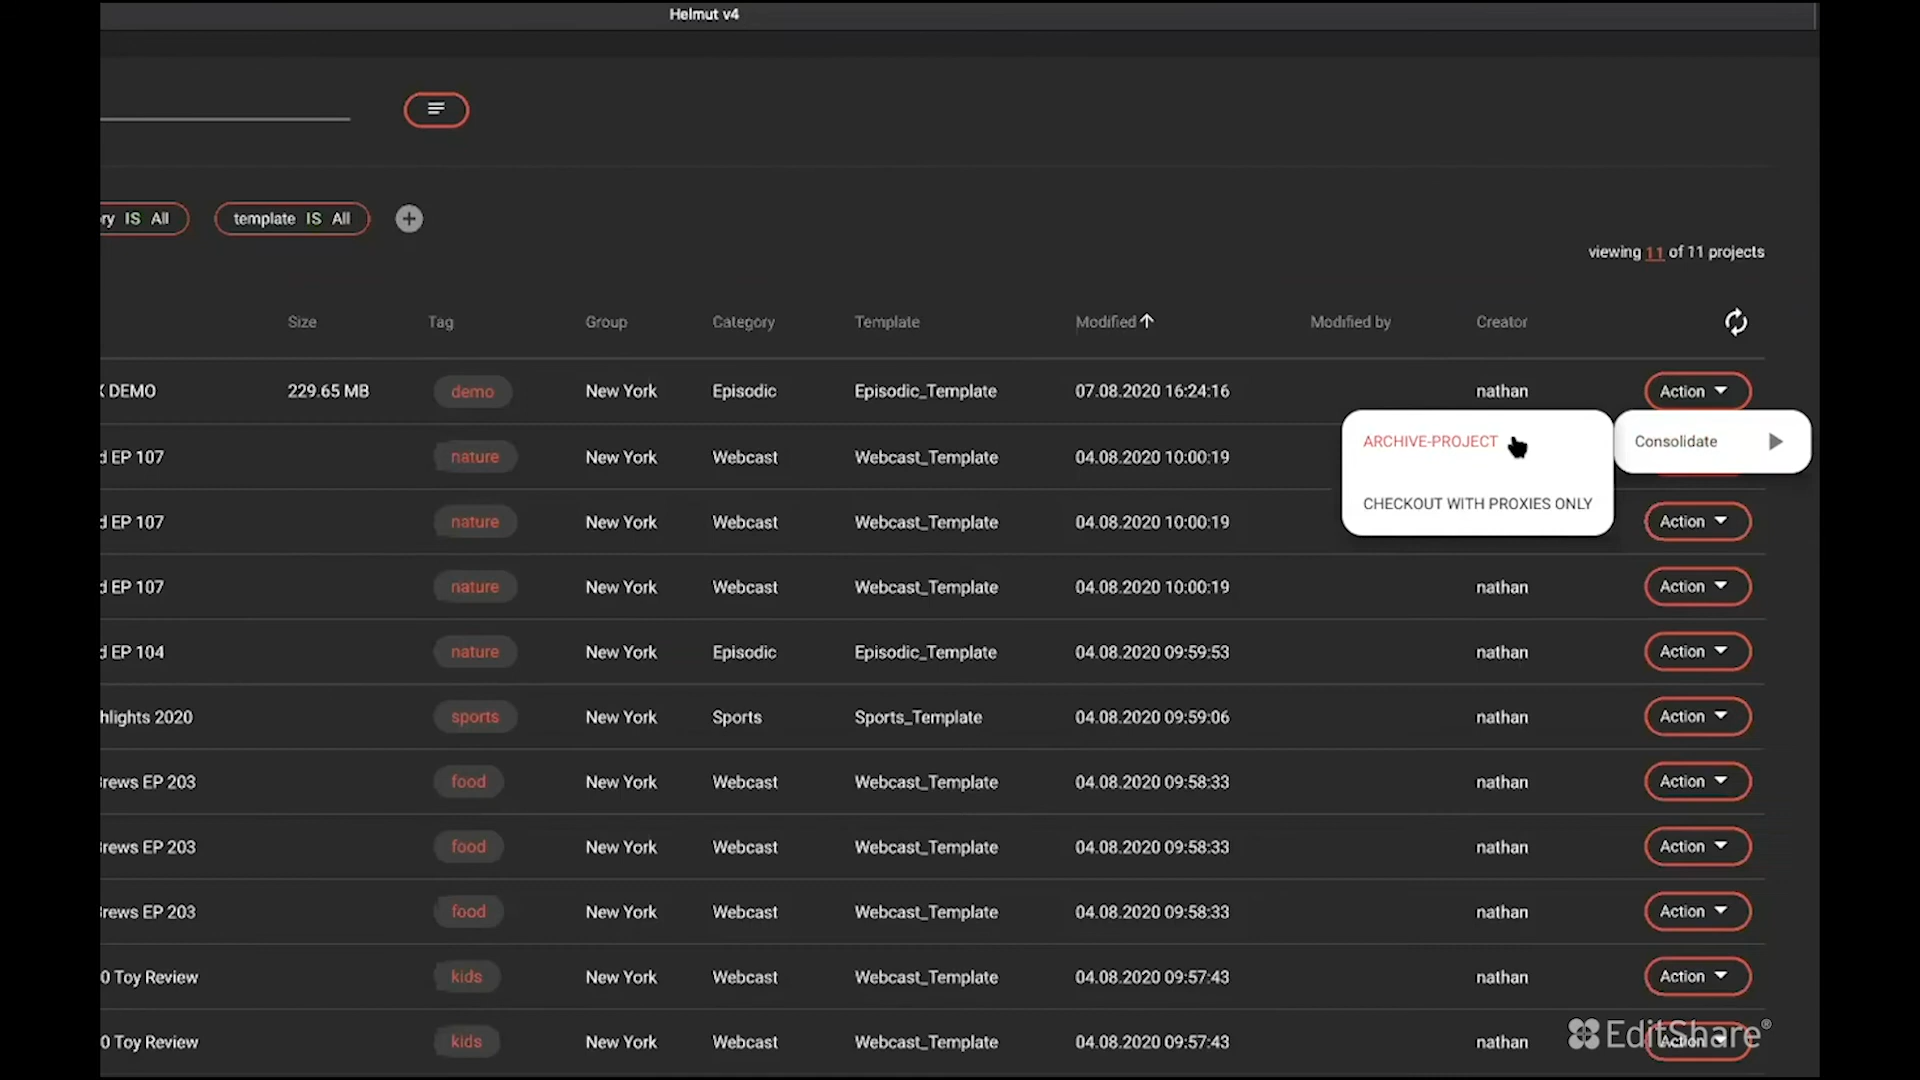 Helmut v4
ry IS All
template IS All
viewing 11 of 11 projects
Size Tag Group Category Template Modified Modified by Creator
X DEMO 229.65 MB demo New York Episodic Episodic_Template 07.08.2020 16:24:16 nathan Action
ARCHIVE-PROJECT Consolidate
d EP 107 nature New York Webcast Webcast_Template 04.08.2020 10:00:19
CHECKOUT WITH PROXIES ONLY
d EP 107 nature New York Webcast Webcast_Template 04.08.2020 10:00:19 Action
d EP 107 nature New York Webcast Webcast_Template 04.08.2020 10:00:19 nathan Action
d EP 104 nature New York Episodic Episodic_Template 04.08.2020 09:59:53 nathan Action
hlights 2020 sports New York Sports Sports_Template 04.08.2020 09:59:06 nathan Action
Brews EP 203 food New York Webcast Webcast_Template 04.08.2020 09:58:33 nathan Action
Brews EP 203 food New York Webcast Webcast_Template 04.08.2020 09:58:33 nathan Action
Brews EP 203 food New York Webcast Webcast_Template 04.08.2020 09:58:33 nathan Action
0 Toy Review kids New York Webcast Webcast_Template 04.08.2020 09:57:43 nathan Action
0 Toy Review kids New York Webcast Webcast_Template 04.08.2020 09:57:43 nathan Action
EditShare®